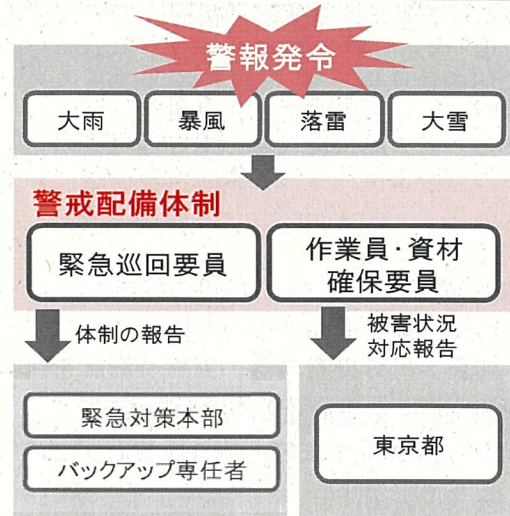 警報発令
大雨
暴風
落雷
大雪
警戒配備体制
緊急巡回要員
作業員・資材
確保要員
体制の報告
被害状況
対応報告
緊急対策本部
バックアップ専任者
東京都